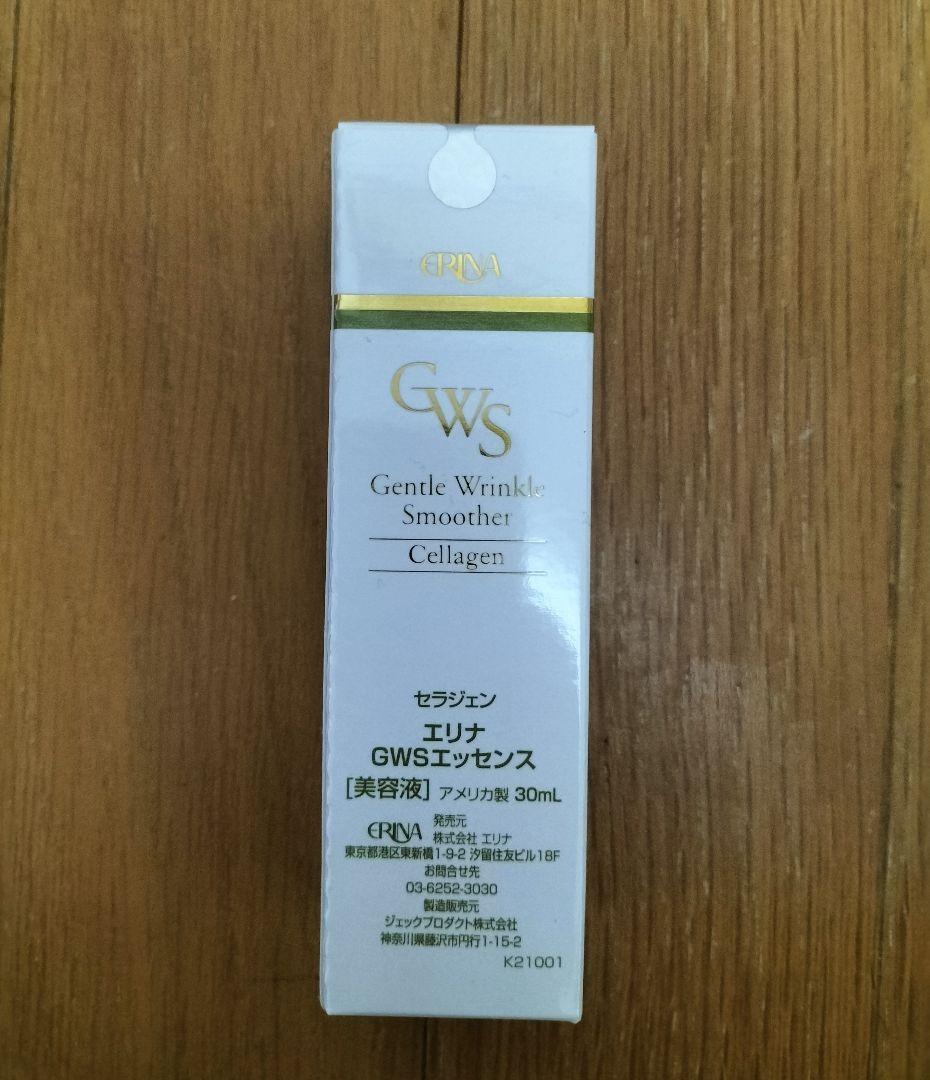 ERINA
GWS
Gentle Wrinkle
Smoother
Cellagen
セラジェン
エリナ
GWSエッセンス
[美容液] アメリカ製 30mL
発売元
ERINA 株式会社 エリナ
東京都港区東新橋1-9-2 汐留住友ビル18F
お問合せ先
03-6252-3030
製造販売元
ジェックプロダクト株式会社
神奈川県藤沢市円行1-15-2
K21001